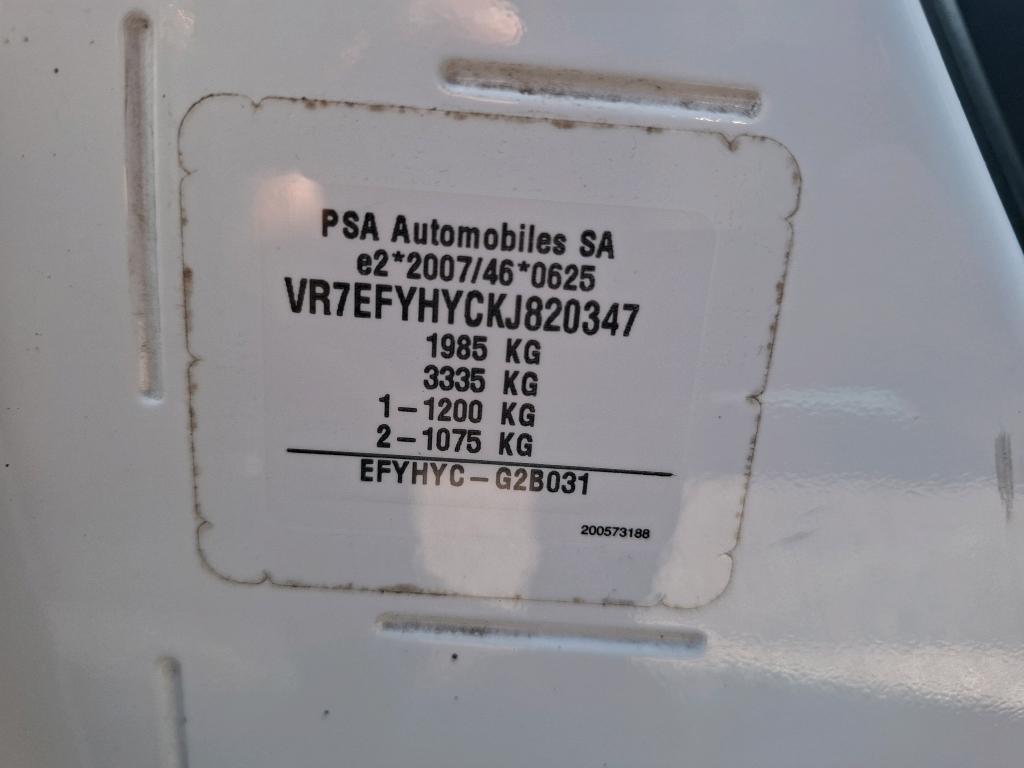 PSA Automobiles SA
e2*2007/46*0625
VR7EFYHYCKJ820347
1985 KG
3335 KG
1-1200 KG
2-1075 KG
EFYHYC-G2B031
200573188